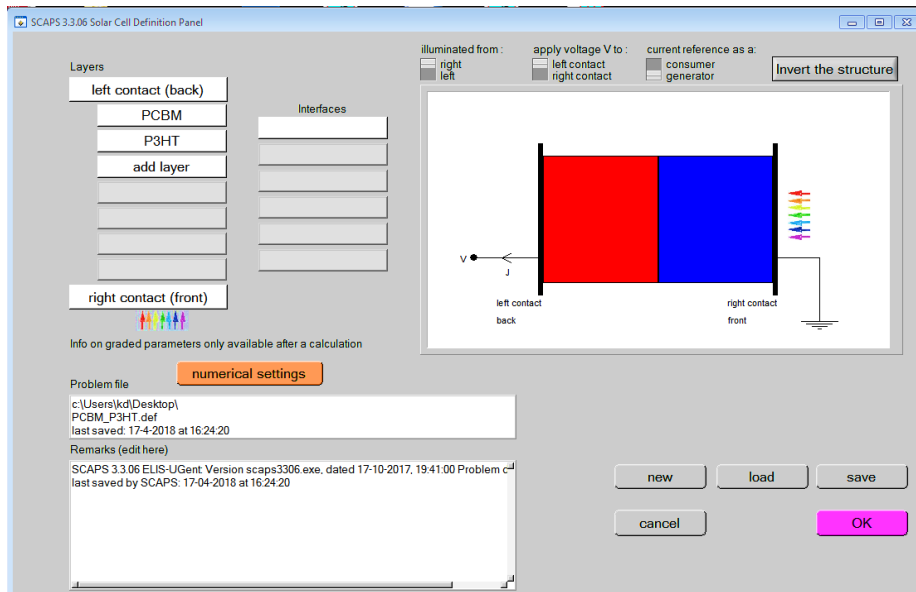 SCAPS 3.3.06 Solar Cell Definition Panel
illuminated from :
right
left
apply voltage V to :
left contact
right contact
current reference as a:
consumer
generator
Invert the structure
Layers
left contact (back)
PCBM
P3HT
add layer
right contact (front)
Interfaces
V
J
left contact
back
right contact
front
Info on graded parameters only available after a calculation
numerical settings
Problem file
c:\Users\kd\Desktop\
PCBM_P3HT.def
last saved: 17-4-2018 at 16:24:20
Remarks (edit here)
SCAPS 3.3.06 ELIS-UGent: Version scaps3306.exe, dated 17-10-2017, 19:41:00 Problem c
last saved by SCAPS: 17-04-2018 at 16:24:20
new
load
save
cancel
OK